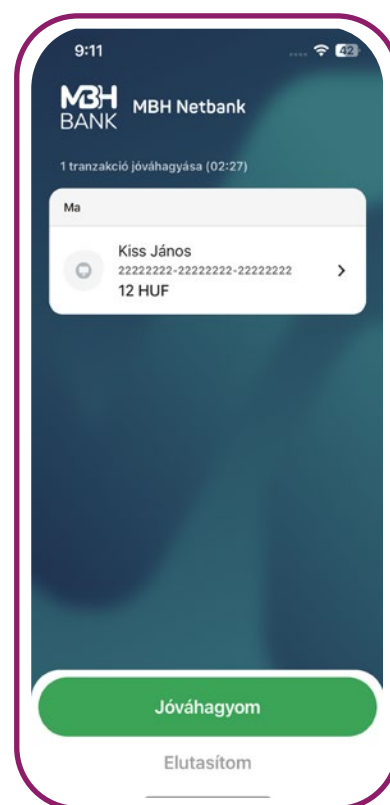 9:11
42
MBH
BANK
MBH Netbank
1 tranzakció jóváhagyása (02:27)
Ma
Kiss János
22222222-22222222-22222222
12 HUF
Jóváhagyom
Elutasítom